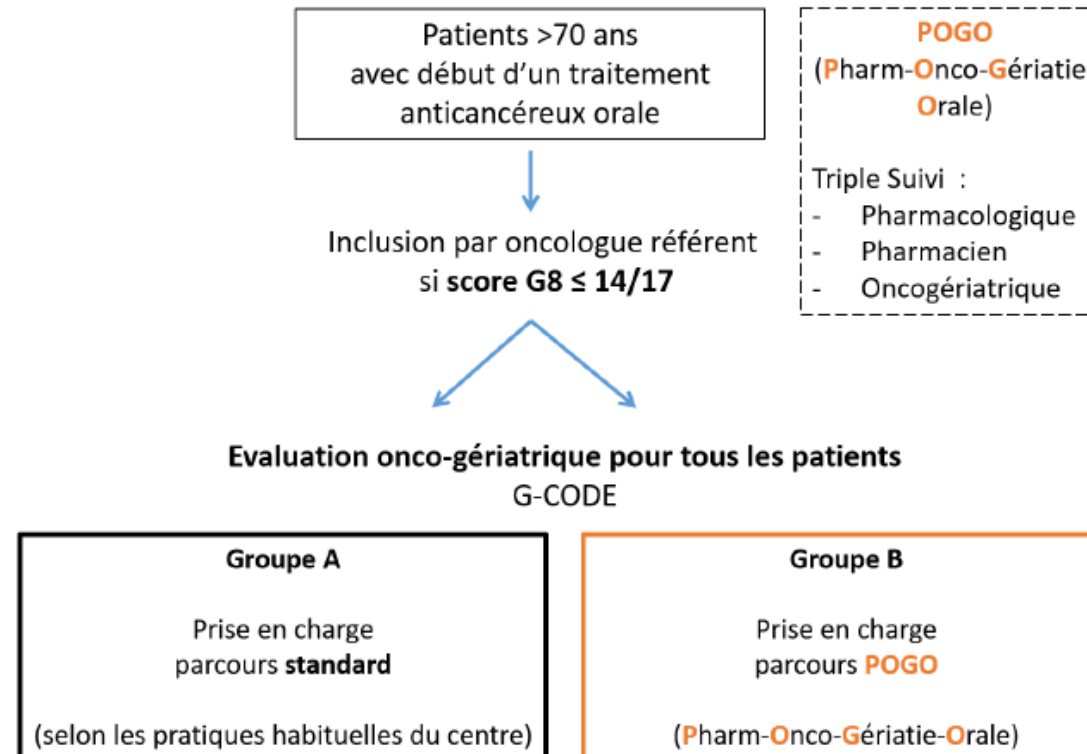 Patients >70 ans
avec début d'un traitement
anticancéreux orale
POGO
(Pharm-Onco-Gériatie
Orale)
Triple Suivi :
- Pharmacologique
- Pharmacien
- Oncogériatrique
Inclusion par oncologue référent
si score G8 ≤ 14/17
Evaluation onco-gériatrique pour tous les patients
G-CODE
Groupe A
Prise en charge
parcours standard
(selon les pratiques habituelles du centre)
Groupe B
Prise en charge
parcours POGO
(Pharm-Onco-Gériatie-Orale)